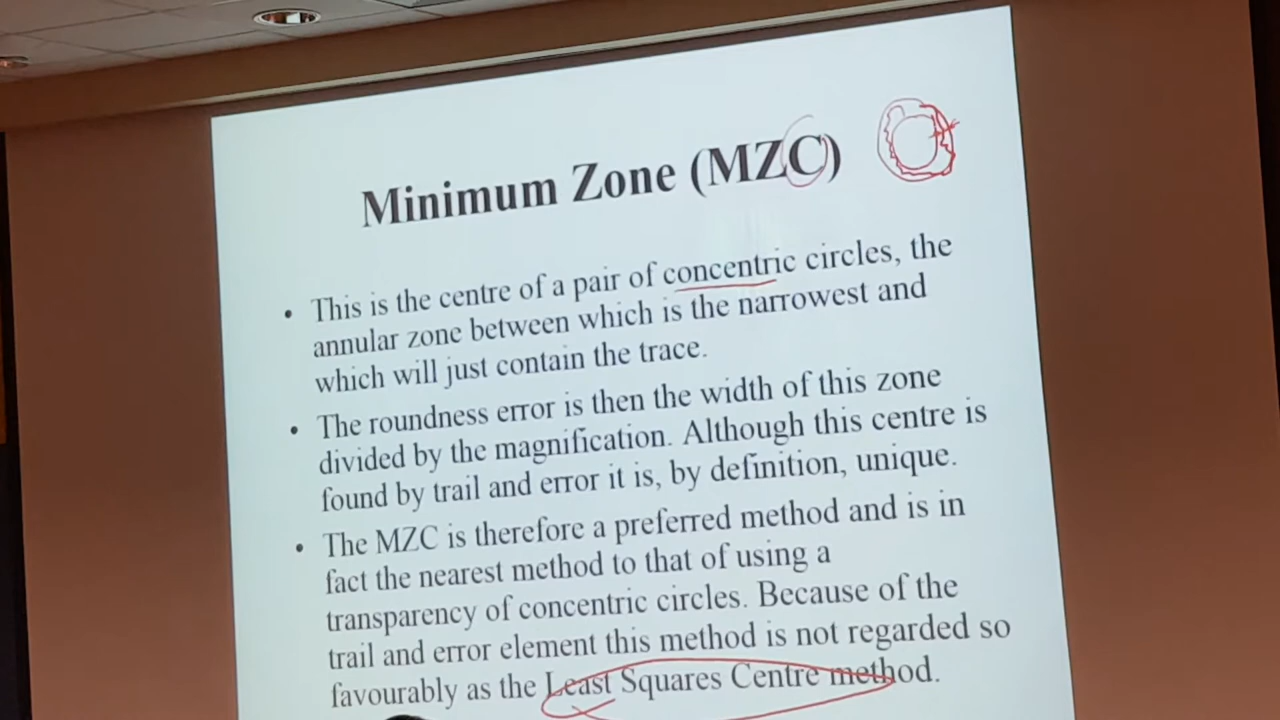 Minimum Zone (MZC)
• This is the centre of a pair of concentric circles, the
annular zone between which is the narrowest and
which will just contain the trace.
• The roundness error is then the width of this zone
divided by the magnification. Although this centre is
found by trail and error it is, by definition, unique.
• The MZC is therefore a preferred method and is in
fact the nearest method to that of using a
transparency of concentric circles. Because of the
trail and error element this method is not regarded so
favourably as the Least Squares Centre method.